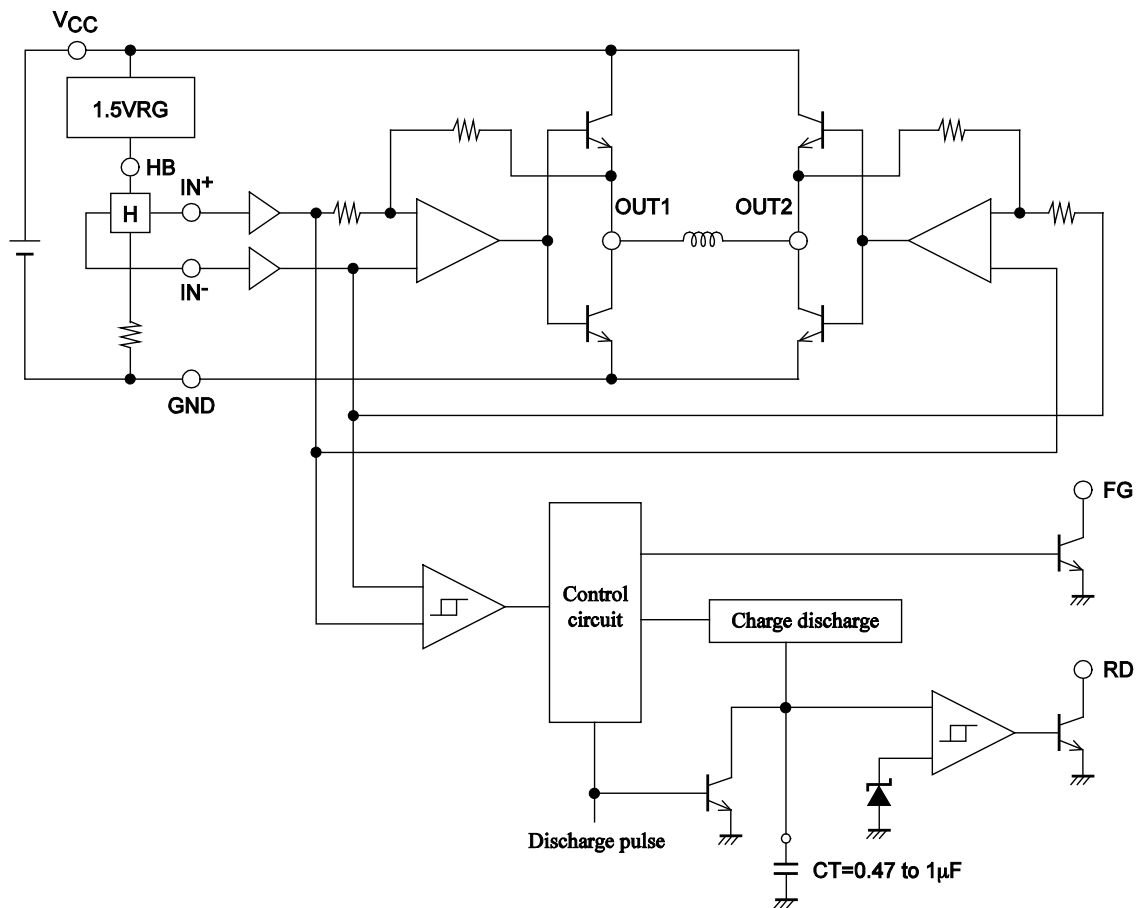 VCC
1.5VRG
HB
IN+
H
OUT1
OUT2
IN-
GND
FG
Control
circuit
Charge discharge
RD
Discharge pulse
CT=0.47 to 1μF